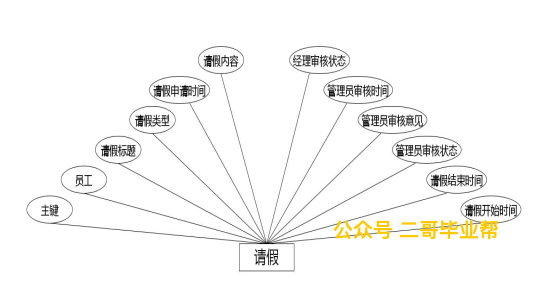 请假内容
经理审核状态
请假申请时间
管理员审核时间
请假类型
管理员审核意见
请假标题
管理员审核状态
员工
请假结束时间
主键
请假开始时间
公众号 二哥毕业帮
请假